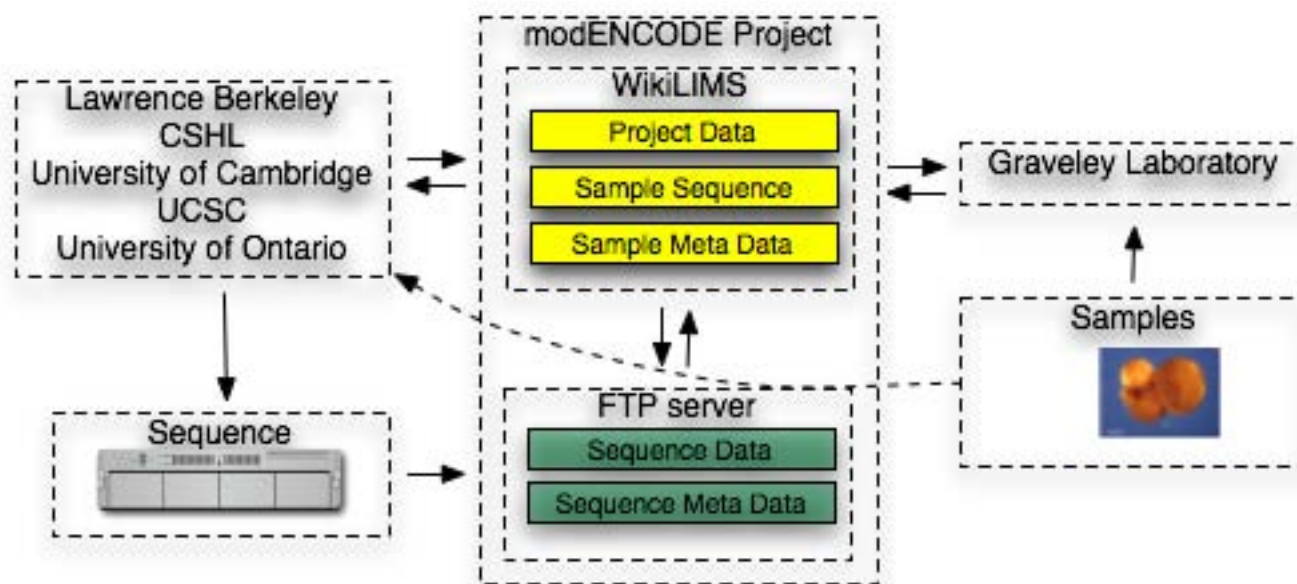 modENCODE Project
Lawrence Berkeley
CSHL
University of Cambridge
UCSC
University of Ontario
WikiLIMS
Project Data
Sample Sequence
Sample Meta Data
Graveley Laboratory
Samples
Sequence
FTP server
Sequence Data
Sequence Meta Data